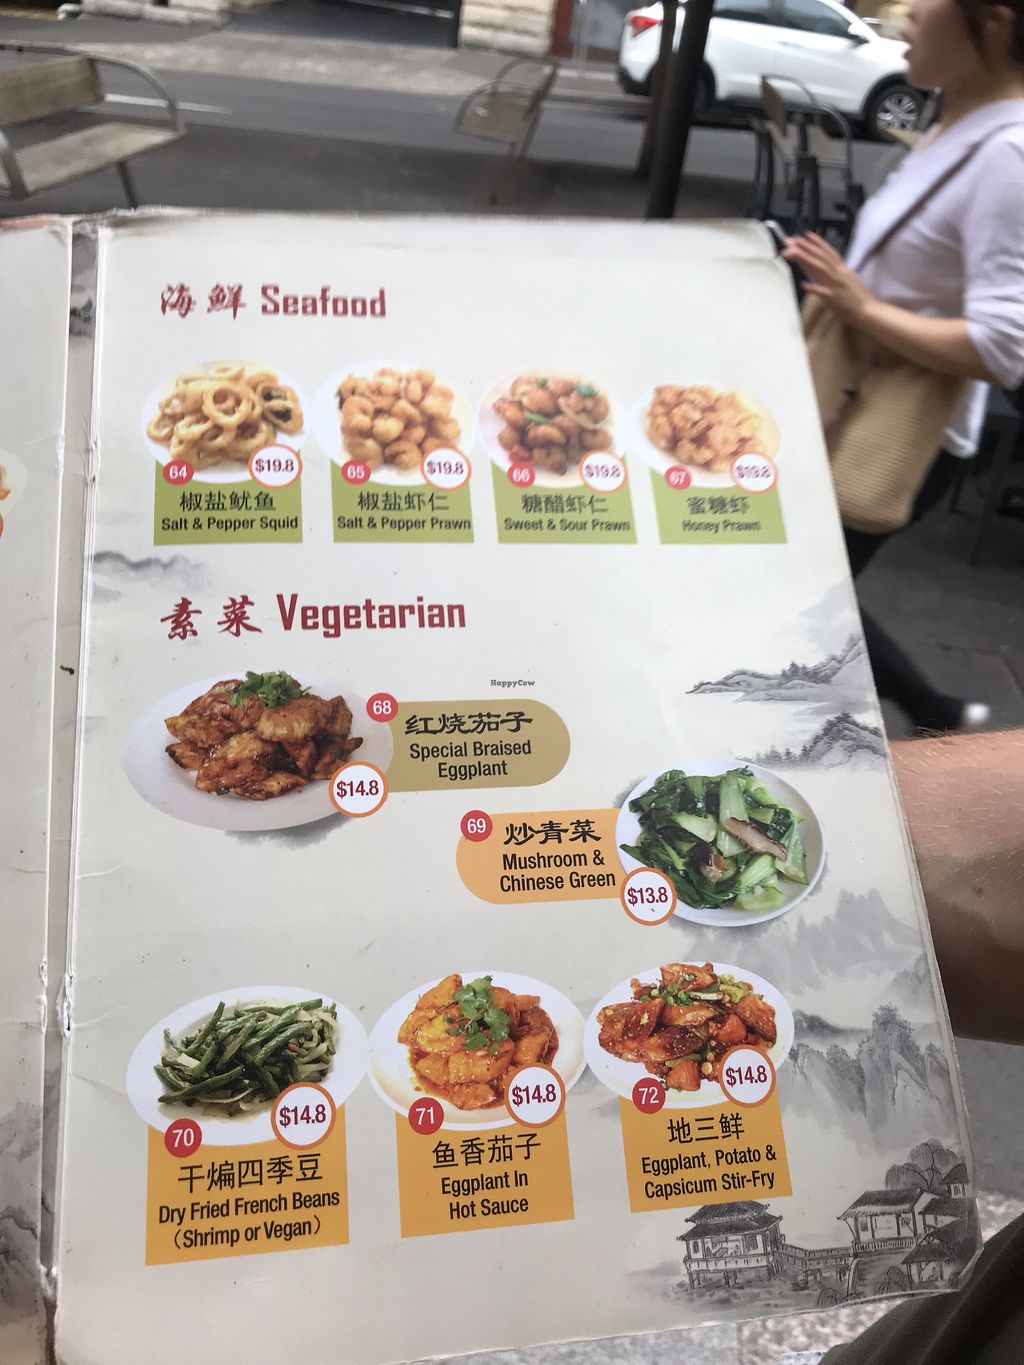 海鲜 Seafood
64 $19.8
椒盐鱿鱼
Salt & Pepper Squid
65 $19.8
椒盐虾仁
Salt & Pepper Prawn
66 $19.8
糖醋虾仁
Sweet & Sour Prawn
67 $19.8
蜜糖虾
Honey Prawn
素菜 Vegetarian
HappyCow
68
红烧茄子
Special Braised
Eggplant
$14.8
69
炒青菜
Mushroom &
Chinese Green
$13.8
70 $14.8
干煸四季豆
Dry Fried French Beans
（Shrimp or Vegan）
71 $14.8
鱼香茄子
Eggplant In
Hot Sauce
72 $14.8
地三鲜
Eggplant, Potato &
Capsicum Stir-Fry